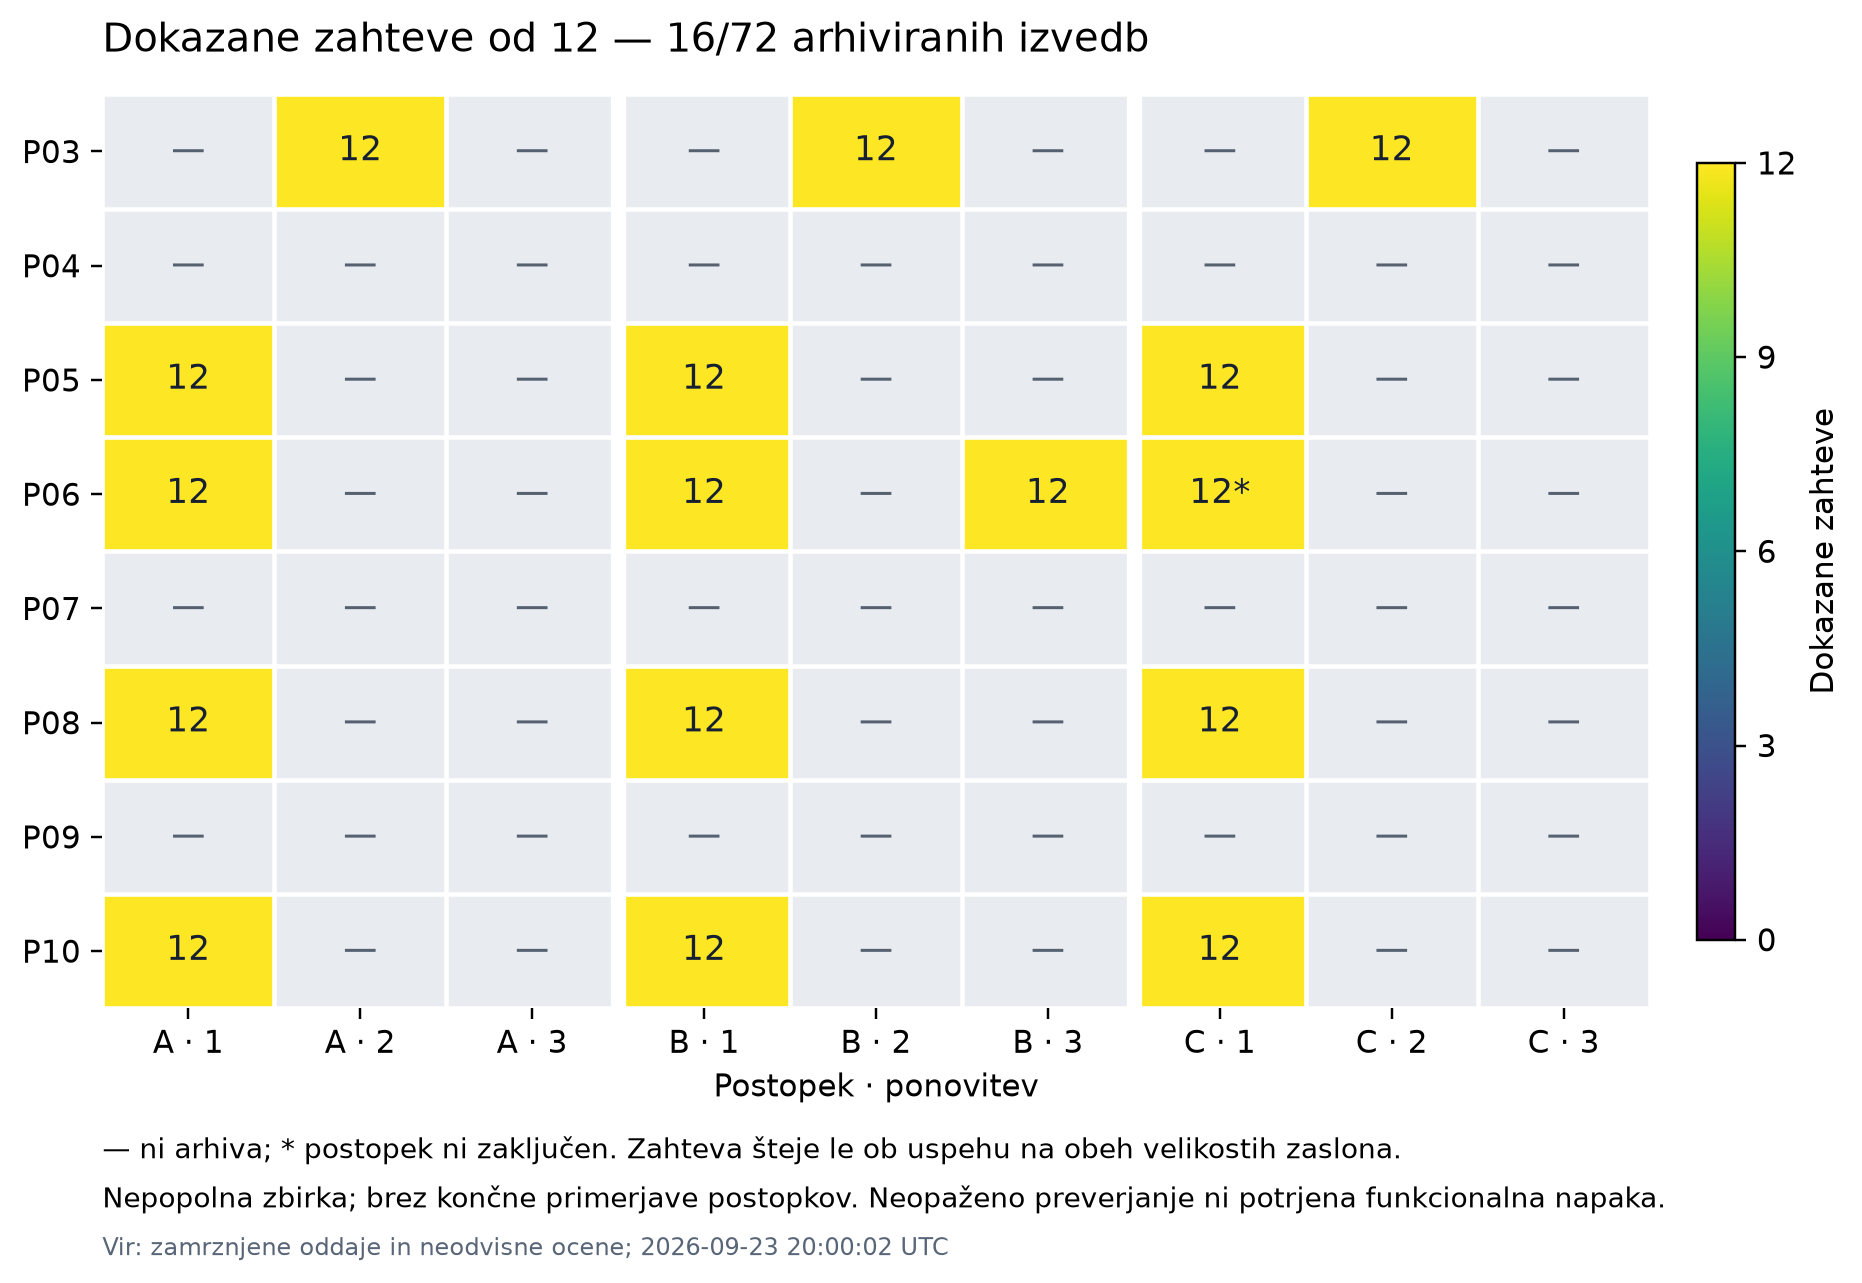 Dokazane zahteve od 12 — 16/72 arhiviranih izvedb
P03 — 12 — — 12 — — 12 —
P04 — — — — — — — — —
P05 12 — — 12 — — 12 — —
P06 12 — — 12 — 12 12* — —
P07 — — — — — — — — —
P08 12 — — 12 — — 12 — —
P09 — — — — — — — — —
P10 12 — — 12 — — 12 — —
A · 1 A · 2 A · 3 B · 1 B · 2 B · 3 C · 1 C · 2 C · 3
Postopek · ponovitev
12
9
6
3
0
Dokazane zahteve
— ni arhiva; * postopek ni zaključen. Zahteva šteje le ob uspehu na obeh velikostih zaslona.
Nepopolna zbirka; brez končne primerjave postopkov. Neopaženo preverjanje ni potrjena funkcionalna napaka.
Vir: zamrznjene oddaje in neodvisne ocene; 2026-09-23 20:00:02 UTC